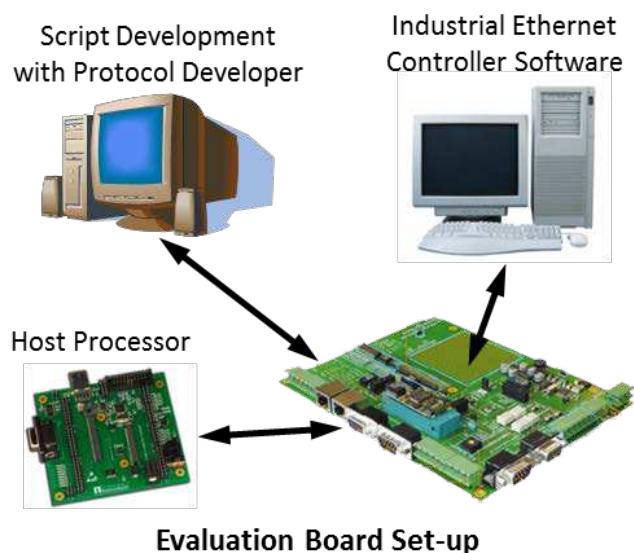 Script Development
with Protocol Developer
Industrial Ethernet
Controller Software
Host Processor
Evaluation Board Set-up